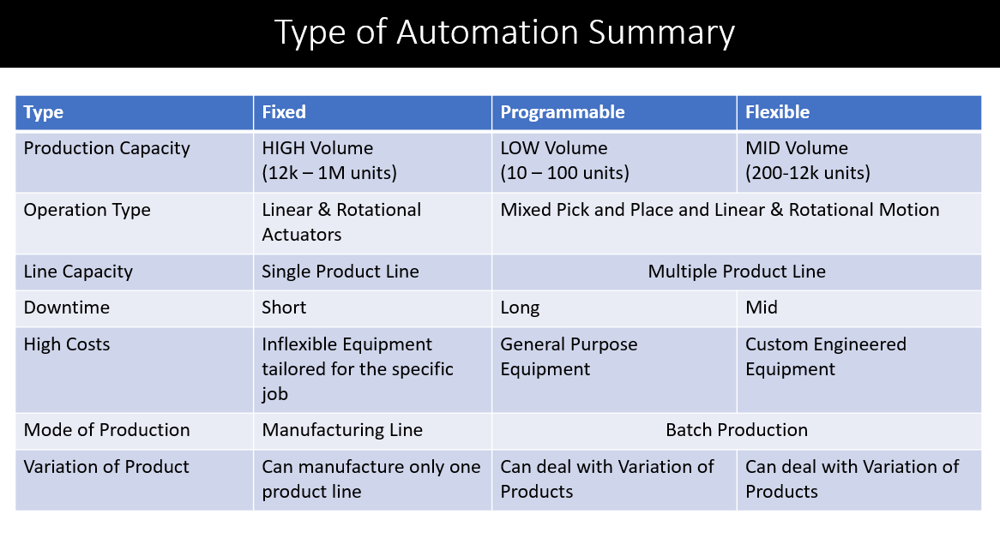 Type of Automation Summary
Type
Fixed
Programmable
Flexible
Production Capacity
HIGH Volume
(12k – 1M units)
LOW Volume
(10 – 100 units)
MID Volume
(200-12k units)
Operation Type
Linear & Rotational
Actuators
Mixed Pick and Place and Linear & Rotational Motion
Line Capacity
Single Product Line
Multiple Product Line
Downtime
Short
Long
Mid
High Costs
Inflexible Equipment
tailored for the specific
job
General Purpose
Equipment
Custom Engineered
Equipment
Mode of Production
Manufacturing Line
Batch Production
Variation of Product
Can manufacture only one
product line
Can deal with Variation of
Products
Can deal with Variation of
Products